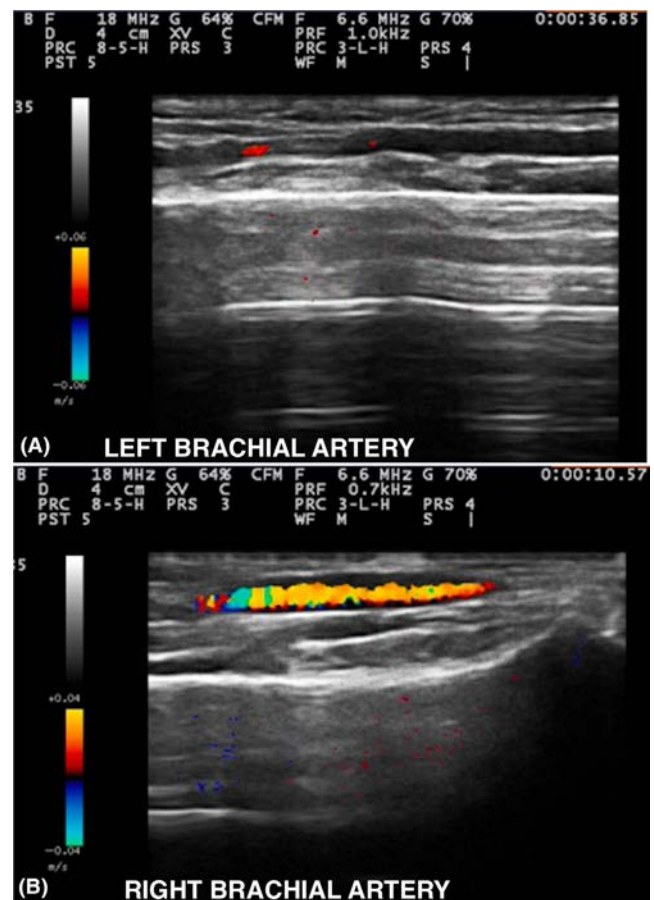 B F 18 MHz G 64% CFM F 6.6 MHz G 70% 0:00:36.85
D 4 cm XV C PRF 1.0kHz
PRC 8-5-H PRS 3 PRC 3-L-H PRS 4
PST 5 WF M S |
35
+0.06
-0.06
m/s
(A) LEFT BRACHIAL ARTERY
B F 18 MHz G 64% CFM F 6.6 MHz G 70% 0:00:10.57
D 4 cm XV C PRF 0.7kHz
PRC 8-5-H PRS 3 PRC 3-L-H PRS 4
PST 5 WF M S |
5
+0.04
-0.04
m/s
(B) RIGHT BRACHIAL ARTERY